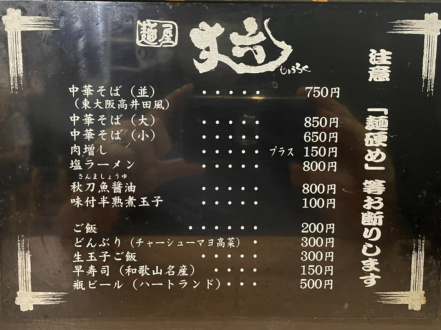 麺屋
じょうろく
中華そば（並） ・・・・・ 750円
（東大阪高井田風）
中華そば（大） ・・・・・ 850円
中華そば（小） ・・・・・ 650円
肉増し ・・・・・ プラス 150円
塩ラーメン ・・・・・ 800円
さんましょうゆ
秋刀魚醤油 ・・・・・ 800円
味付半熟煮玉子 ・・・・・ 100円
ご飯 ・・・・・・ 200円
どんぶり（チャーシューマヨ高菜） ・・ 300円
生玉子ご飯 ・・・・・ 300円
早寿司（和歌山名産） ・・・・ 150円
瓶ビール（ハートランド）・・・ 500円
注意 「麺硬め」等お断りします